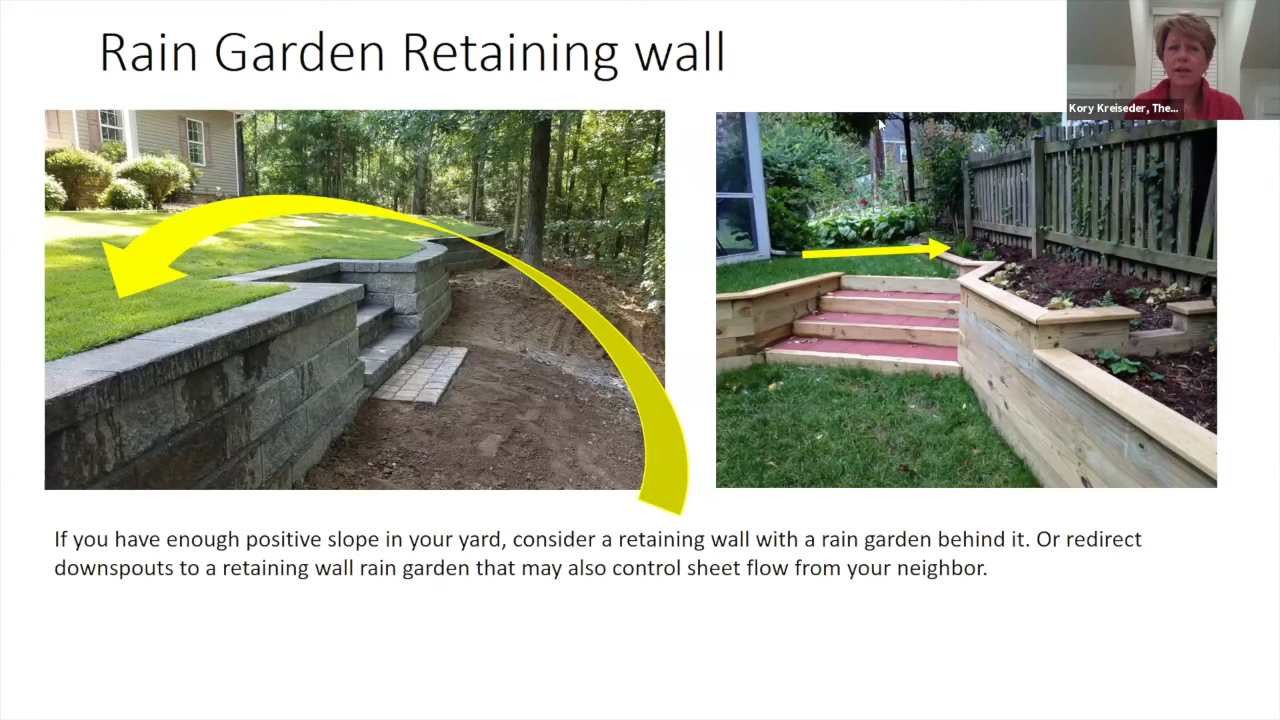 Rain Garden Retaining wall
Kory Kreiseder, The...
If you have enough positive slope in your yard, consider a retaining wall with a rain garden behind it. Or redirect
downspouts to a retaining wall rain garden that may also control sheet flow from your neighbor.